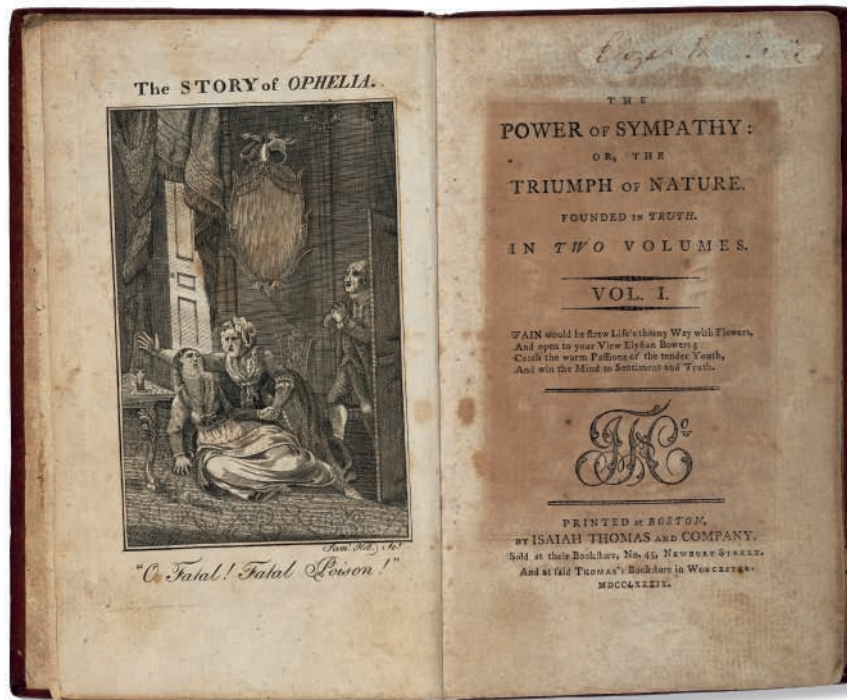 The STORY of OPHELIA.
Sam! Hill. Sc!
"O Fatal! Fatal Poison!"
THE
POWER OF SYMPATHY:
OR, THE
TRIUMPH OF NATURE.
FOUNDED IN TRUTH.
IN TWO VOLUMES.
VOL. I.
FAIN would he ſtrew Life's thorny Way with Flowers,
And open to your View Elyſian Bowers;
Catch the warm Paſſions of the tender Youth,
And win the Mind to Sentiment and Truth.
PRINTED at BOSTON,
BY ISAIAH THOMAS AND COMPANY.
Sold at their Bookſtore, No. 45, NEWBURY STREET.
And at ſaid THOMAS's Bookſtore in WORCESTER.
MDCCLXXXIX.